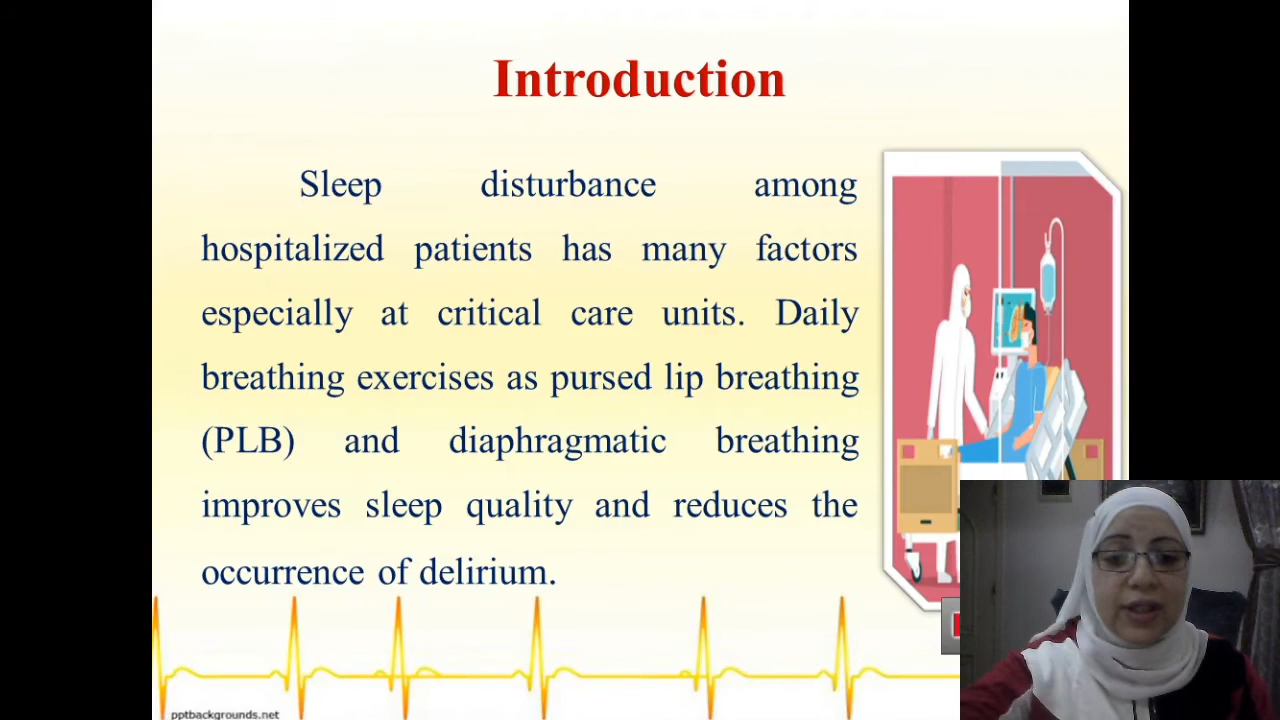 Introduction
Sleep disturbance among
hospitalized patients has many factors
especially at critical care units. Daily
breathing exercises as pursed lip breathing
(PLB) and diaphragmatic breathing
improves sleep quality and reduces the
occurrence of delirium.
pptbackgrounds.net